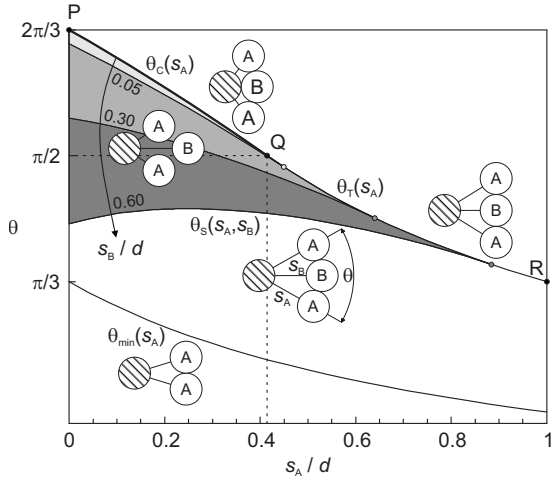 P
2π/3
θC(sA)
A
B
A
0.05
0.30
A
B
A
Q
π/2
θT(sA)
A
B
A
0.60
θS(sA,sB)
θ
sB / d
A
sB
B
θ
sA
A
R
π/3
θmin(sA)
A
A
0
0.2
0.4
0.6
0.8
1
sA / d